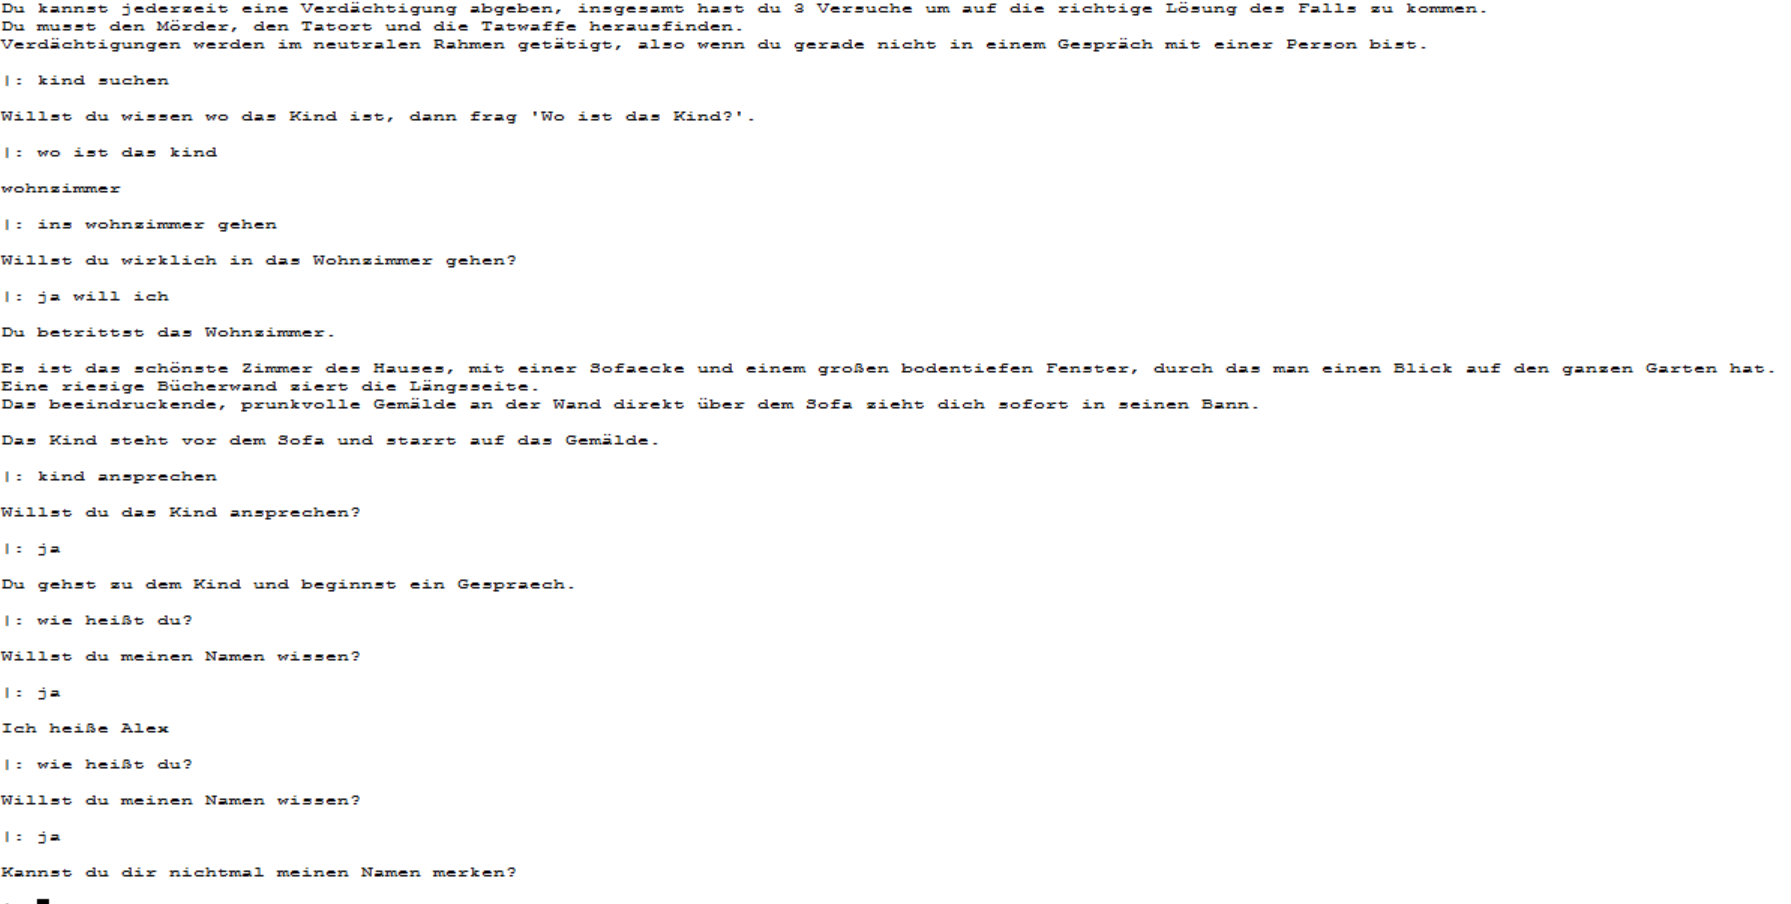 Du kannst jederzeit eine Verdächtigung abgeben, insgesamt hast du 3 Versuche um auf die richtige Lösung des Falls zu kommen.
Du musst den Mörder, den Tatort und die Tatwaffe herausfinden.
Verdächtigungen werden im neutralen Rahmen getätigt, also wenn du gerade nicht in einem Gespräch mit einer Person bist.
|: kind suchen
Willst du wissen wo das Kind ist, dann frag 'Wo ist das Kind?'.
|: wo ist das kind
wohnzimmer
|: ins wohnzimmer gehen
Willst du wirklich in das Wohnzimmer gehen?
|: ja will ich
Du betrittst das Wohnzimmer.
Es ist das schönste Zimmer des Hauses, mit einer Sofaecke und einem großen bodentiefen Fenster, durch das man einen Blick auf den ganzen Garten hat.
Eine riesige Bücherwand ziert die Längsseite.
Das beeindruckende, prunkvolle Gemälde an der Wand direkt über dem Sofa zieht dich sofort in seinen Bann.
Das Kind steht vor dem Sofa und starrt auf das Gemälde.
|: kind ansprechen
Willst du das Kind ansprechen?
|: ja
Du gehst zu dem Kind und beginnst ein Gespraech.
|: wie heißt du?
Willst du meinen Namen wissen?
|: ja
Ich heiße Alex
|: wie heißt du?
Willst du meinen Namen wissen?
|: ja
Kannst du dir nichtmal meinen Namen merken?